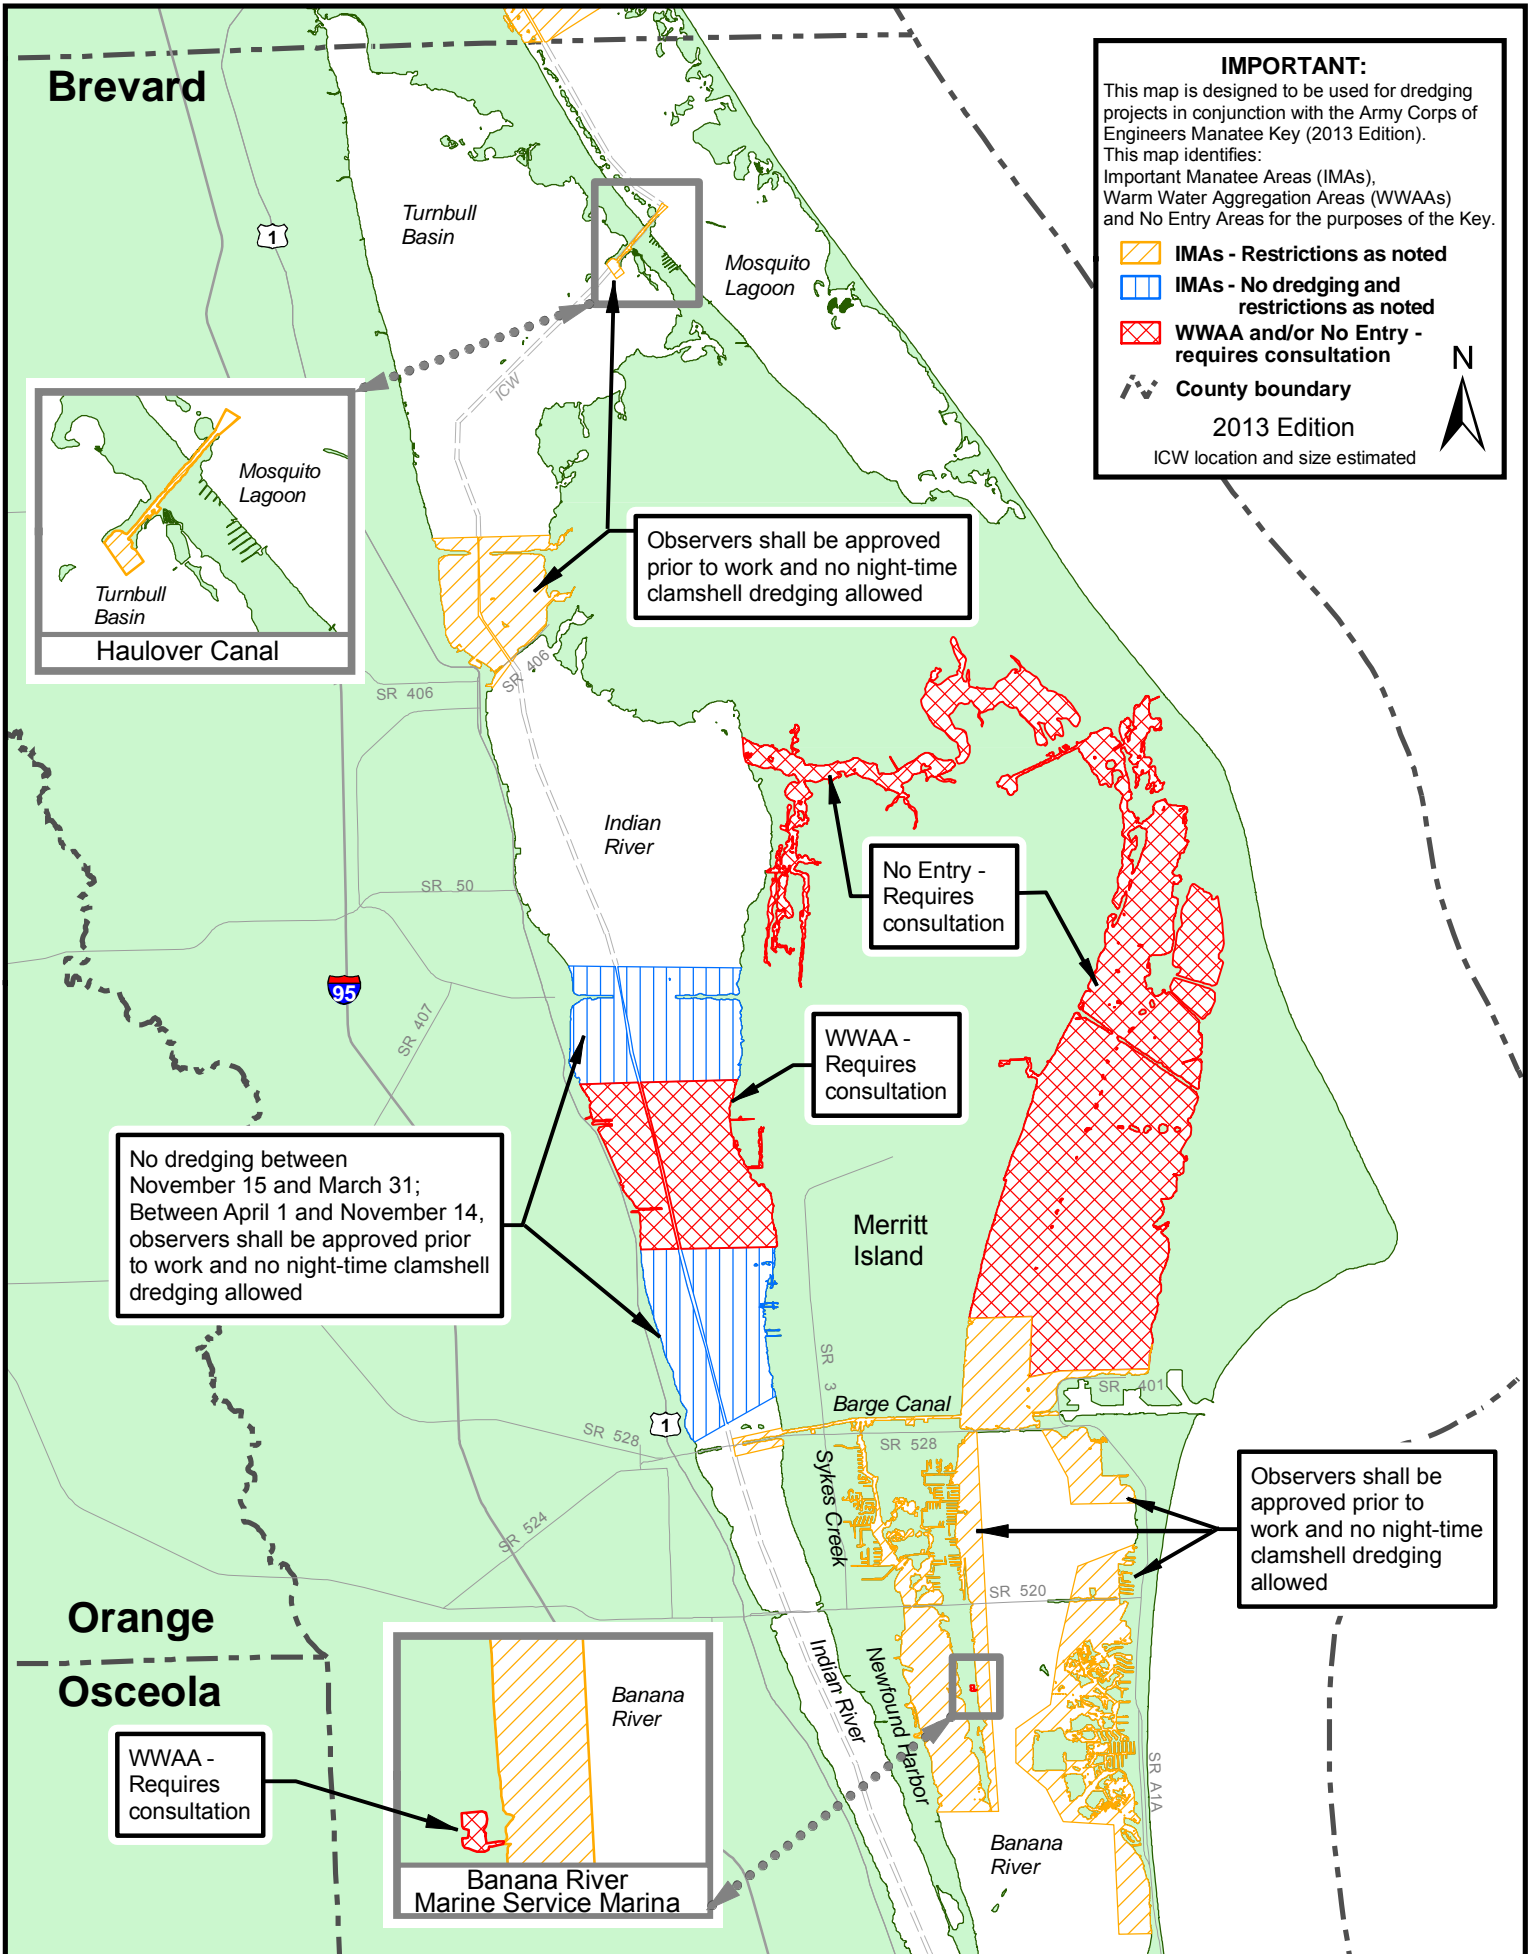 Brevard
IMPORTANT:
This map is designed to be used for dredging
projects in conjunction with the Army Corps of
Engineers Manatee Key (2013 Edition).
This map identifies:
Important Manatee Areas (IMAs),
Warm Water Aggregation Areas (WWAAs)
and No Entry Areas for the purposes of the Key.
IMAs - Restrictions as noted
IMAs - No dredging and
restrictions as noted
WWAA and/or No Entry -
requires consultation
County boundary
N
2013 Edition
ICW location and size estimated
1
Turnbull
Basin
Mosquito
Lagoon
ICW
Mosquito
Lagoon
Turnbull
Basin
Haulover Canal
Observers shall be approved
prior to work and no night-time
clamshell dredging allowed
SR 406
SR 406
Indian
River
SR 50
No Entry -
Requires
consultation
95
SR 407
WWAA -
Requires
consultation
No dredging between
November 15 and March 31;
Between April 1 and November 14,
observers shall be approved prior
to work and no night-time clamshell
dredging allowed
Merritt
Island
SR 3
SR 401
Barge Canal
1
SR 528
SR 528
Sykes Creek
Observers shall be
approved prior to
work and no night-time
clamshell dredging
allowed
SR 524
SR 520
Orange
Osceola
Indian River
Newfound Harbor
Banana
River
WWAA -
Requires
consultation
SR A1A
Banana
River
Banana River
Marine Service Marina